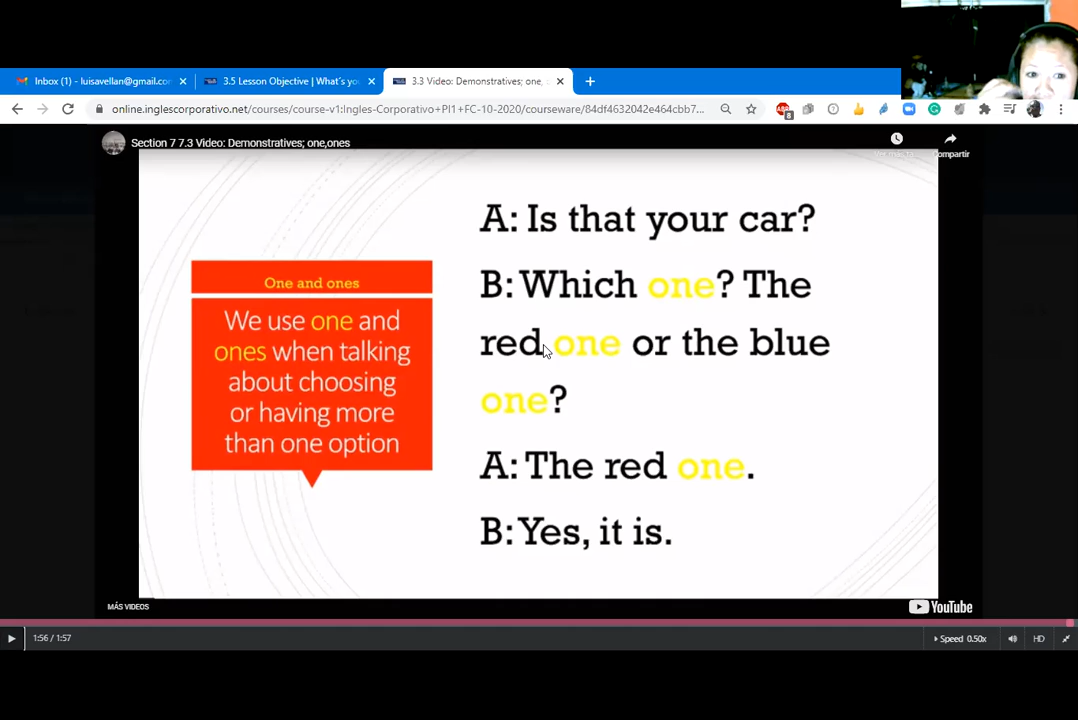 Inbox (1) - luisavellan@gmail.co
3.5 Lesson Objective | What's yo
3.3 Video: Demonstratives; one,
online.inglescorporativo.net/courses/course-v1:Ingles-Corporativo+PI1+FC-10-2020/courseware/84df4632042e464cbb7...
8
Section 7 7.3 Video: Demonstratives; one,ones
Compartir
One and ones
We use one and
ones when talking
about choosing
or having more
than one option
A: Is that your car?
B: Which one? The
red one or the blue
one?
A: The red one.
B: Yes, it is.
MÁS VIDEOS
YouTube
1:56 / 1:57
Speed 0.50x
HD